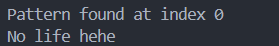 Pattern found at index 0
No life hehe